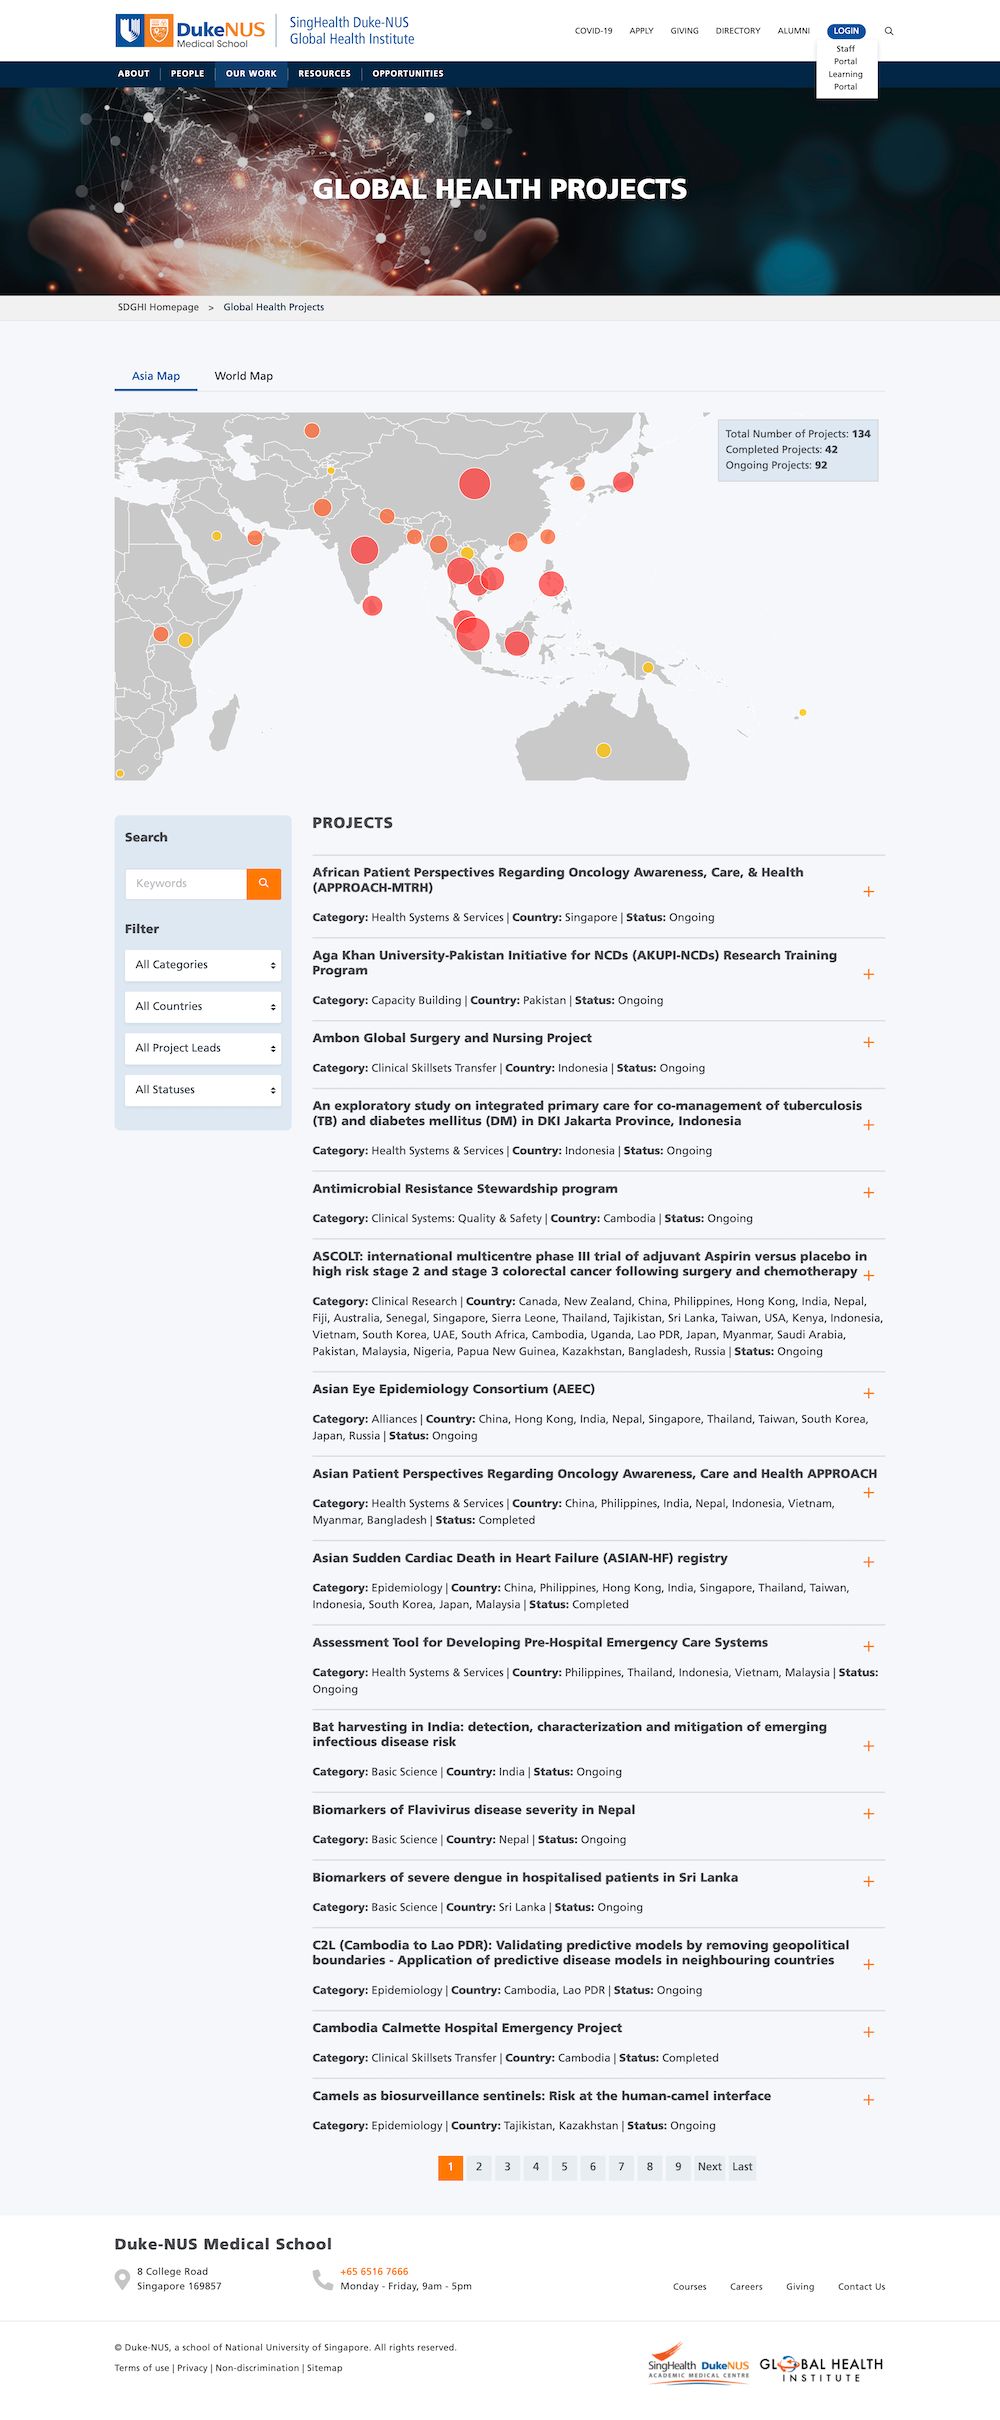 DukeNUS
Medical School
SingHealth Duke-NUS
Global Health Institute
COVID-19 APPLY GIVING DIRECTORY ALUMNI LOGIN
Staff
Portal
Learning
Portal
ABOUT PEOPLE OUR WORK RESOURCES OPPORTUNITIES
GLOBAL HEALTH PROJECTS
SDGHI Homepage > Global Health Projects
Asia Map World Map
Total Number of Projects: 134
Completed Projects: 42
Ongoing Projects: 92
Search
Keywords
Filter
All Categories
All Countries
All Project Leads
All Statuses
PROJECTS
African Patient Perspectives Regarding Oncology Awareness, Care, & Health
(APPROACH-MTRH)
Category: Health Systems & Services | Country: Singapore | Status: Ongoing
Aga Khan University-Pakistan Initiative for NCDs (AKUPI-NCDs) Research Training
Program
Category: Capacity Building | Country: Pakistan | Status: Ongoing
Ambon Global Surgery and Nursing Project
Category: Clinical Skillsets Transfer | Country: Indonesia | Status: Ongoing
An exploratory study on integrated primary care for co-management of tuberculosis
(TB) and diabetes mellitus (DM) in DKI Jakarta Province, Indonesia
Category: Health Systems & Services | Country: Indonesia | Status: Ongoing
Antimicrobial Resistance Stewardship program
Category: Clinical Systems: Quality & Safety | Country: Cambodia | Status: Ongoing
ASCOLT: international multicentre phase III trial of adjuvant Aspirin versus placebo in
high risk stage 2 and stage 3 colorectal cancer following surgery and chemotherapy
Category: Clinical Research | Country: Canada, New Zealand, China, Philippines, Hong Kong, India, Nepal,
Fiji, Australia, Senegal, Singapore, Sierra Leone, Thailand, Tajikistan, Sri Lanka, Taiwan, USA, Kenya, Indonesia,
Vietnam, South Korea, UAE, South Africa, Cambodia, Uganda, Lao PDR, Japan, Myanmar, Saudi Arabia,
Pakistan, Malaysia, Nigeria, Papua New Guinea, Kazakhstan, Bangladesh, Russia | Status: Ongoing
Asian Eye Epidemiology Consortium (AEEC)
Category: Alliances | Country: China, Hong Kong, India, Nepal, Singapore, Thailand, Taiwan, South Korea,
Japan, Russia | Status: Ongoing
Asian Patient Perspectives Regarding Oncology Awareness, Care and Health APPROACH
Category: Health Systems & Services | Country: China, Philippines, India, Nepal, Indonesia, Vietnam,
Myanmar, Bangladesh | Status: Completed
Asian Sudden Cardiac Death in Heart Failure (ASIAN-HF) registry
Category: Epidemiology | Country: China, Philippines, Hong Kong, India, Singapore, Thailand, Taiwan,
Indonesia, South Korea, Japan, Malaysia | Status: Completed
Assessment Tool for Developing Pre-Hospital Emergency Care Systems
Category: Health Systems & Services | Country: Philippines, Thailand, Indonesia, Vietnam, Malaysia | Status:
Ongoing
Bat harvesting in India: detection, characterization and mitigation of emerging
infectious disease risk
Category: Basic Science | Country: India | Status: Ongoing
Biomarkers of Flavivirus disease severity in Nepal
Category: Basic Science | Country: Nepal | Status: Ongoing
Biomarkers of severe dengue in hospitalised patients in Sri Lanka
Category: Basic Science | Country: Sri Lanka | Status: Ongoing
C2L (Cambodia to Lao PDR): Validating predictive models by removing geopolitical
boundaries - Application of predictive disease models in neighbouring countries
Category: Epidemiology | Country: Cambodia, Lao PDR | Status: Ongoing
Cambodia Calmette Hospital Emergency Project
Category: Clinical Skillsets Transfer | Country: Cambodia | Status: Completed
Camels as biosurveillance sentinels: Risk at the human-camel interface
Category: Epidemiology | Country: Tajikistan, Kazakhstan | Status: Ongoing
1 2 3 4 5 6 7 8 9 Next Last
Duke-NUS Medical School
8 College Road
Singapore 169857
+65 6516 7666
Monday - Friday, 9am - 5pm
Courses Careers Giving Contact Us
© Duke-NUS, a school of National University of Singapore. All rights reserved.
Terms of use | Privacy | Non-discrimination | Sitemap
SingHealth DukeNUS
ACADEMIC MEDICAL CENTRE
GLOBAL HEALTH
INSTITUTE